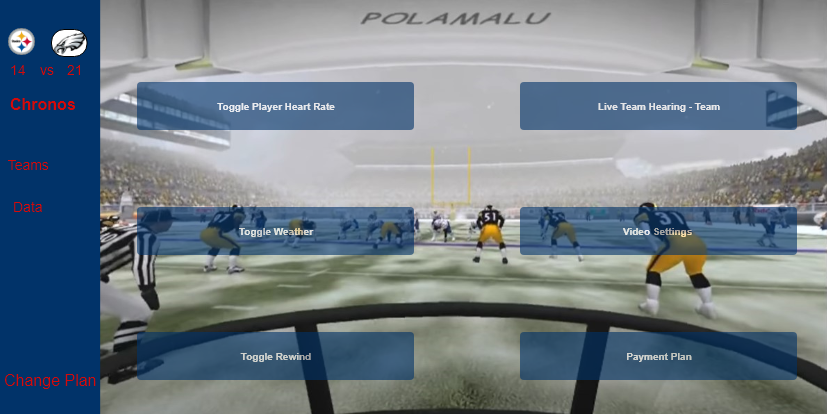 POLAMALU
14 vs 21
Chronos
Toggle Player Heart Rate
Live Team Hearing - Team
Teams
Data
51
Toggle Weather
Video Settings
Toggle Rewind
Payment Plan
Change Plan